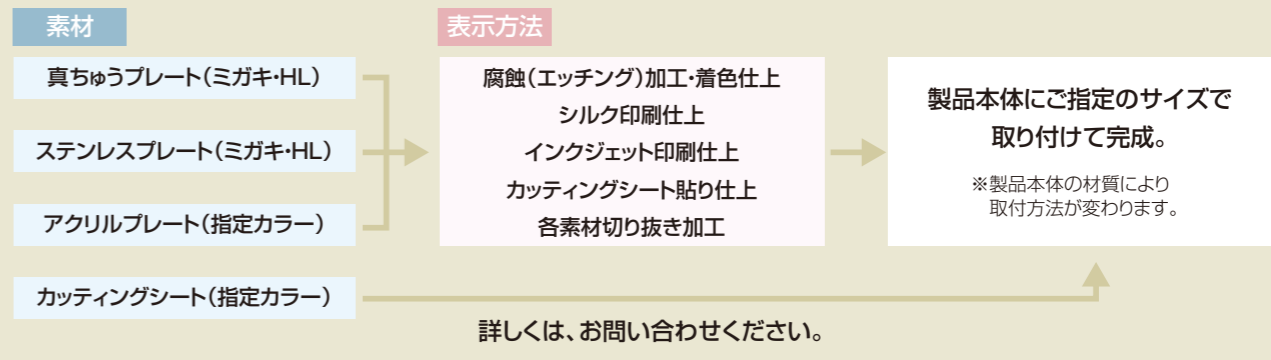 素材
真ちゅうプレート(ミガキ・HL)
ステンレスプレート(ミガキ・HL)
アクリルプレート(指定カラー)
カッティングシート(指定カラー)
表示方法
腐蝕(エッチング)加工・着色仕上
シルク印刷仕上
インクジェット印刷仕上
カッティングシート貼り仕上
各素材切り抜き加工
製品本体にご指定のサイズで
取り付けて完成。
※製品本体の材質により
取付方法が変わります。
詳しくは、お問い合わせください。